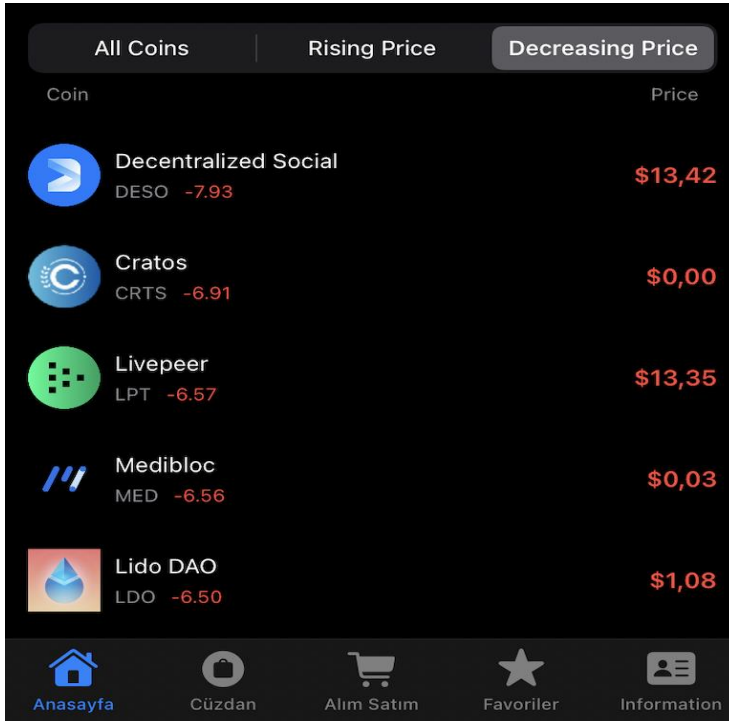 All Coins Rising Price Decreasing Price
Coin Price
Decentralized Social
DESO -7.93 $13,42
Cratos
CRTS -6.91 $0,00
Livepeer
LPT -6.57 $13,35
Medibloc
MED -6.56 $0,03
Lido DAO
LDO -6.50 $1,08
Anasayfa Cüzdan Alım Satım Favoriler Information